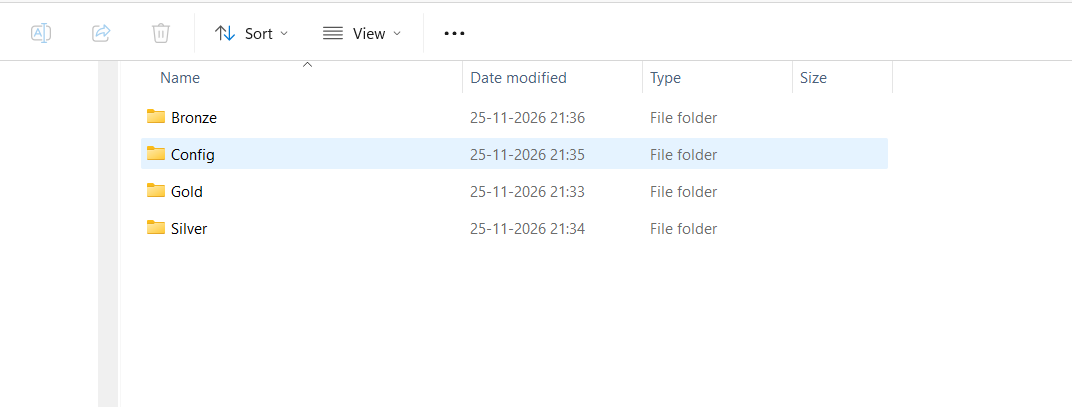 Sort View
Name Date modified Type Size
Bronze 25-11-2026 21:36 File folder
Config 25-11-2026 21:35 File folder
Gold 25-11-2026 21:33 File folder
Silver 25-11-2026 21:34 File folder